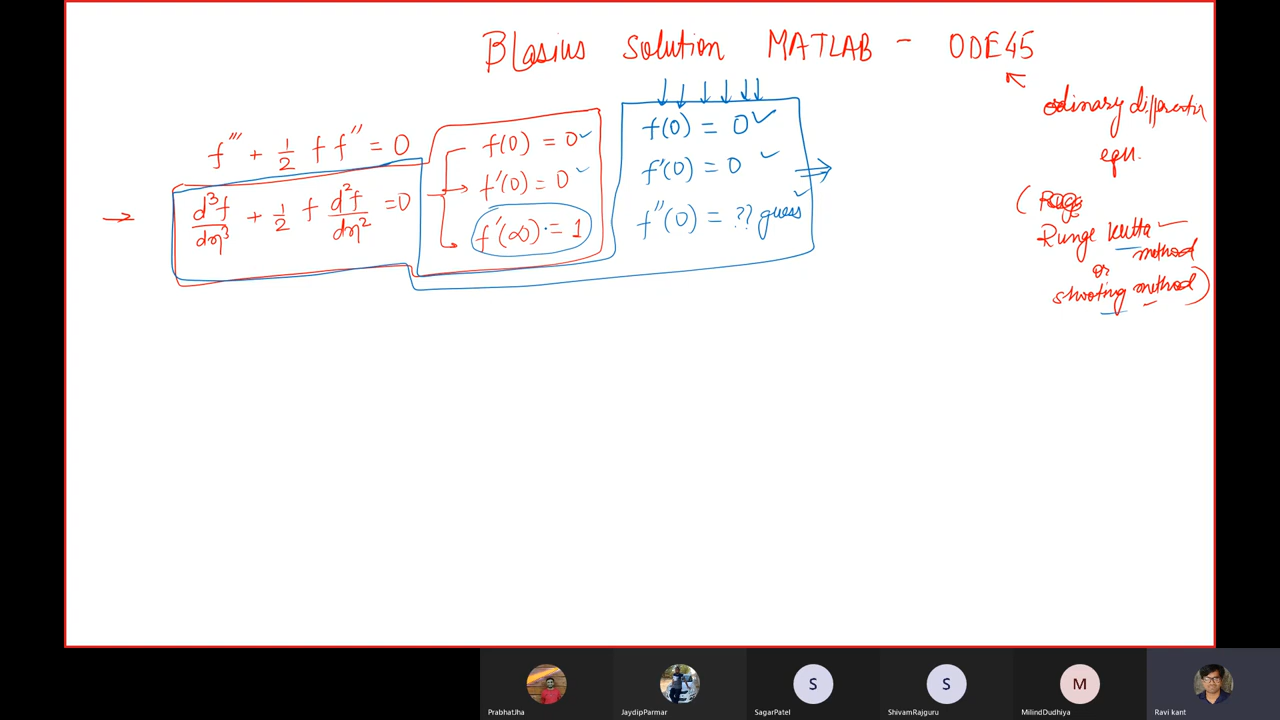 Blasius Solution MATLAB - ODE45
ordinary differential
eqn.
(
Runge kutta
method
or
shooting method)
f''' + 1/2 f f'' = 0
d³f/dη³ + 1/2 f d²f/dη² = 0
f(0) = 0 ✓
f'(0) = 0 ✓
f'(∞) = 1
f(0) = 0 ✓
f'(0) = 0 ✓
f''(0) = ?? guess ✓
PrabhatJha
JaydipParmar
S
SagarPatel
S
ShivamRajguru
M
MilindDudhiya
Ravi kant